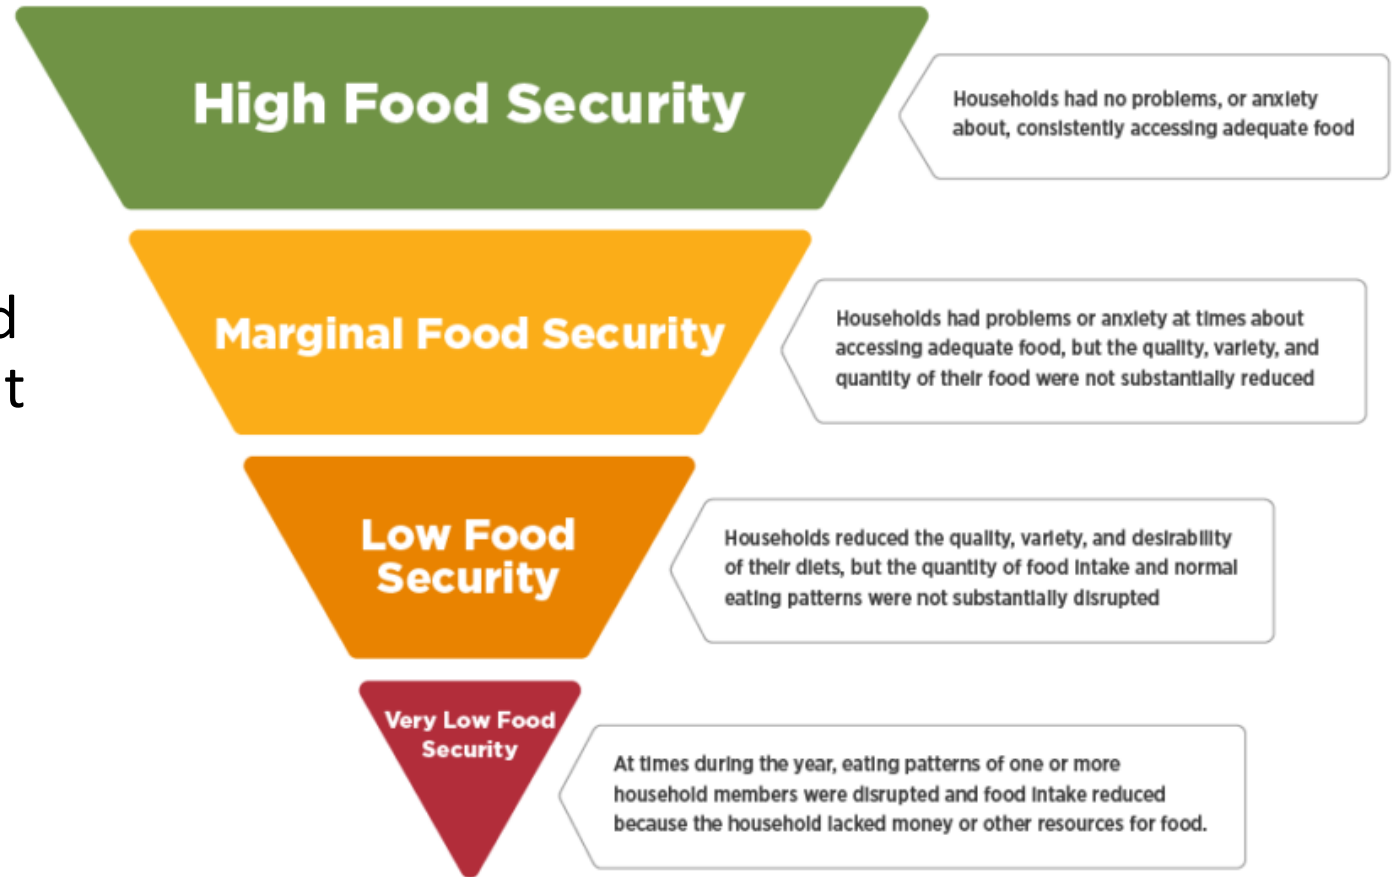 High Food Security
Households had no problems, or anxiety
about, consistently accessing adequate food
d
t
Marginal Food Security
Households had problems or anxiety at times about
accessing adequate food, but the quality, variety, and
quantity of their food were not substantially reduced
Low Food
Security
Households reduced the quality, variety, and desirability
of their diets, but the quantity of food intake and normal
eating patterns were not substantially disrupted
Very Low Food
Security
At times during the year, eating patterns of one or more
household members were disrupted and food intake reduced
because the household lacked money or other resources for food.